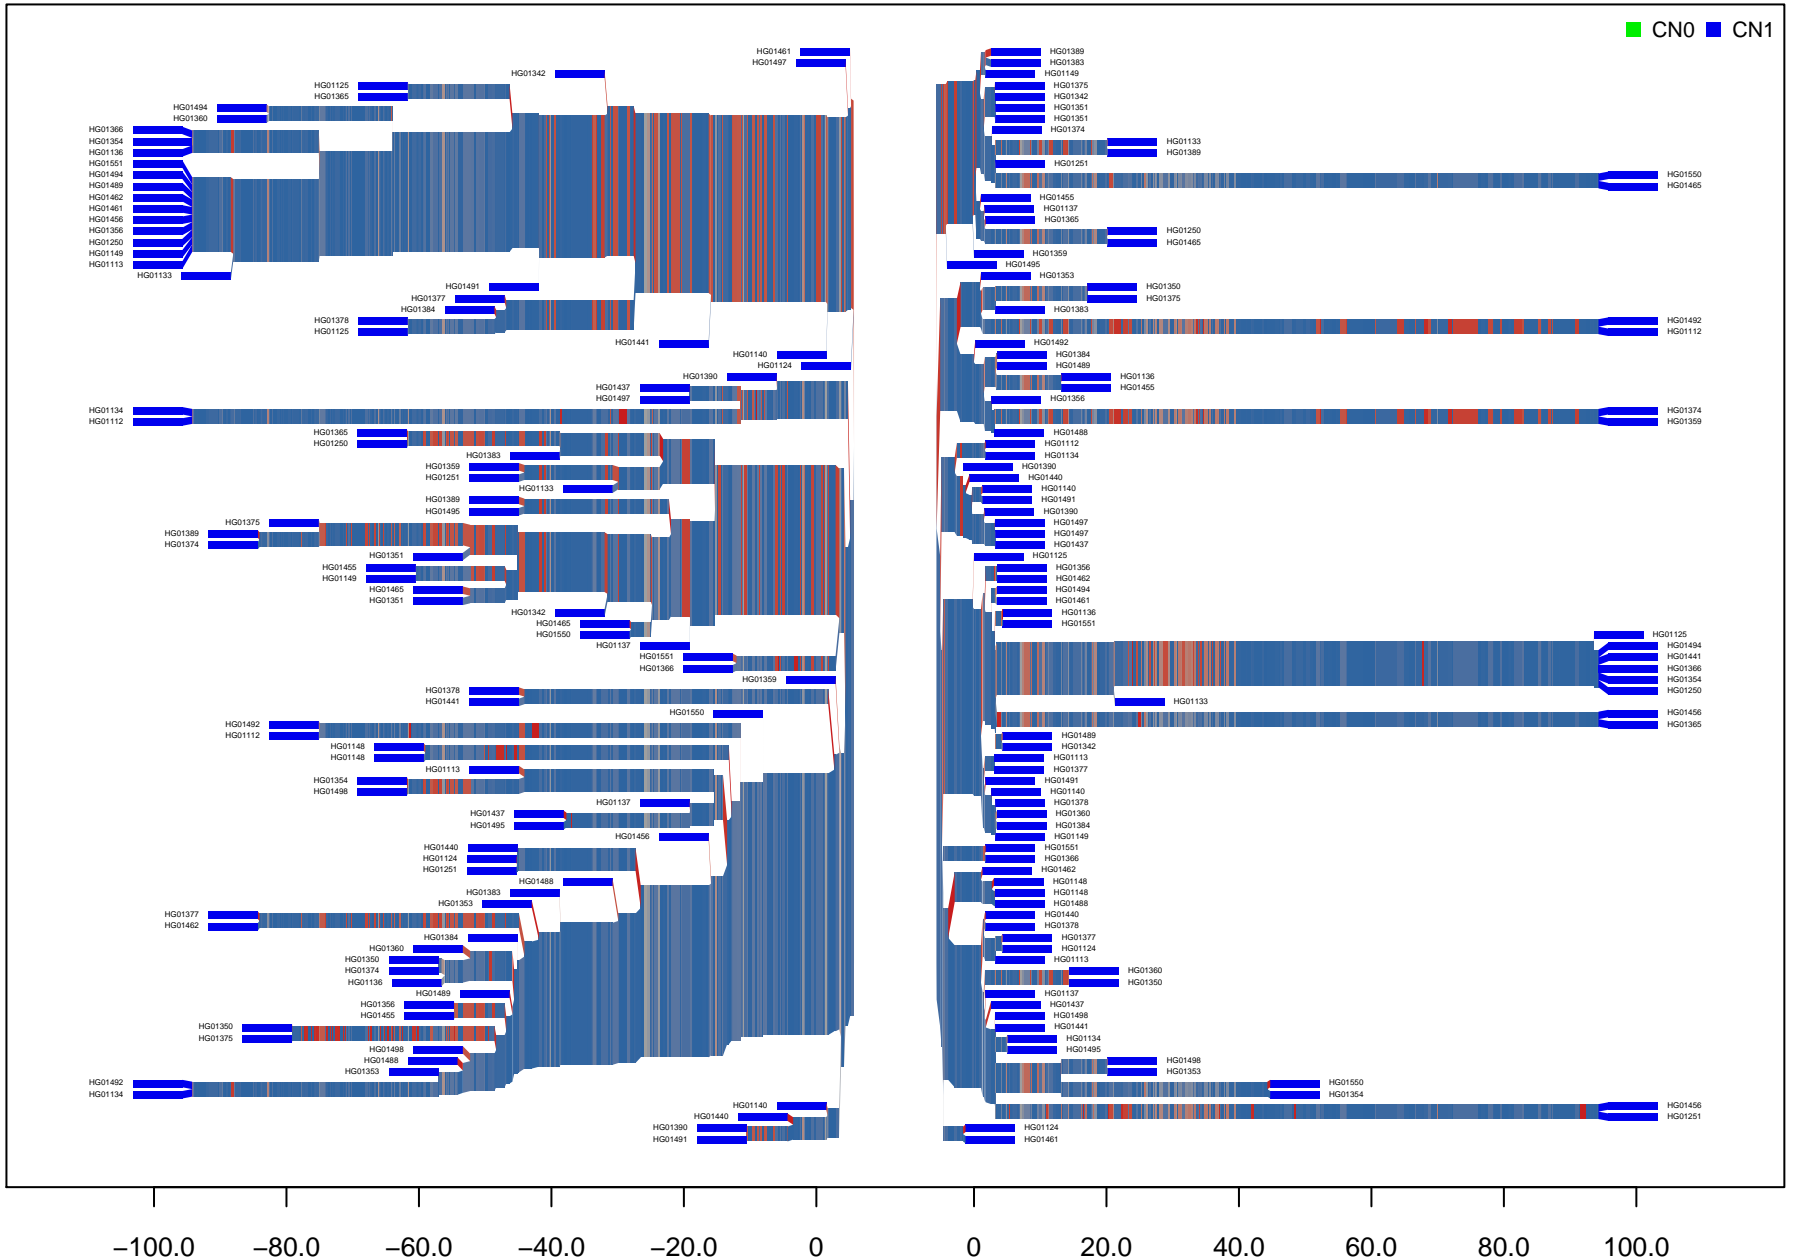 CN0 CN1
HG01461
HG01497
HG01342
HG01125
HG01365
HG01494
HG01360
HG01366
HG01354
HG01136
HG01551
HG01494
HG01489
HG01462
HG01461
HG01456
HG01356
HG01250
HG01149
HG01113
HG01133
HG01491
HG01377
HG01384
HG01378
HG01125
HG01441
HG01140
HG01124
HG01390
HG01437
HG01497
HG01134
HG01112
HG01365
HG01250
HG01383
HG01359
HG01251
HG01133
HG01389
HG01495
HG01375
HG01389
HG01374
HG01351
HG01455
HG01149
HG01465
HG01351
HG01342
HG01465
HG01550
HG01137
HG01551
HG01366
HG01359
HG01378
HG01441
HG01550
HG01492
HG01112
HG01148
HG01148
HG01113
HG01354
HG01498
HG01137
HG01437
HG01495
HG01456
HG01440
HG01124
HG01251
HG01488
HG01383
HG01353
HG01377
HG01462
HG01384
HG01360
HG01350
HG01374
HG01136
HG01489
HG01356
HG01455
HG01350
HG01375
HG01498
HG01488
HG01353
HG01492
HG01134
HG01140
HG01440
HG01390
HG01491
HG01389
HG01383
HG01149
HG01375
HG01342
HG01351
HG01351
HG01374
HG01133
HG01389
HG01251
HG01550
HG01465
HG01455
HG01137
HG01365
HG01250
HG01465
HG01359
HG01495
HG01353
HG01350
HG01375
HG01383
HG01492
HG01112
HG01492
HG01384
HG01489
HG01136
HG01455
HG01356
HG01374
HG01359
HG01488
HG01112
HG01134
HG01390
HG01440
HG01140
HG01491
HG01390
HG01497
HG01497
HG01437
HG01125
HG01356
HG01462
HG01494
HG01461
HG01136
HG01551
HG01125
HG01494
HG01441
HG01366
HG01354
HG01250
HG01133
HG01456
HG01365
HG01489
HG01342
HG01113
HG01377
HG01491
HG01140
HG01378
HG01360
HG01384
HG01149
HG01551
HG01366
HG01462
HG01148
HG01148
HG01488
HG01440
HG01378
HG01377
HG01124
HG01113
HG01360
HG01350
HG01137
HG01437
HG01498
HG01441
HG01134
HG01495
HG01498
HG01353
HG01550
HG01354
HG01456
HG01251
HG01124
HG01461
−100.0 −80.0 −60.0 −40.0 −20.0 0 0 20.0 40.0 60.0 80.0 100.0